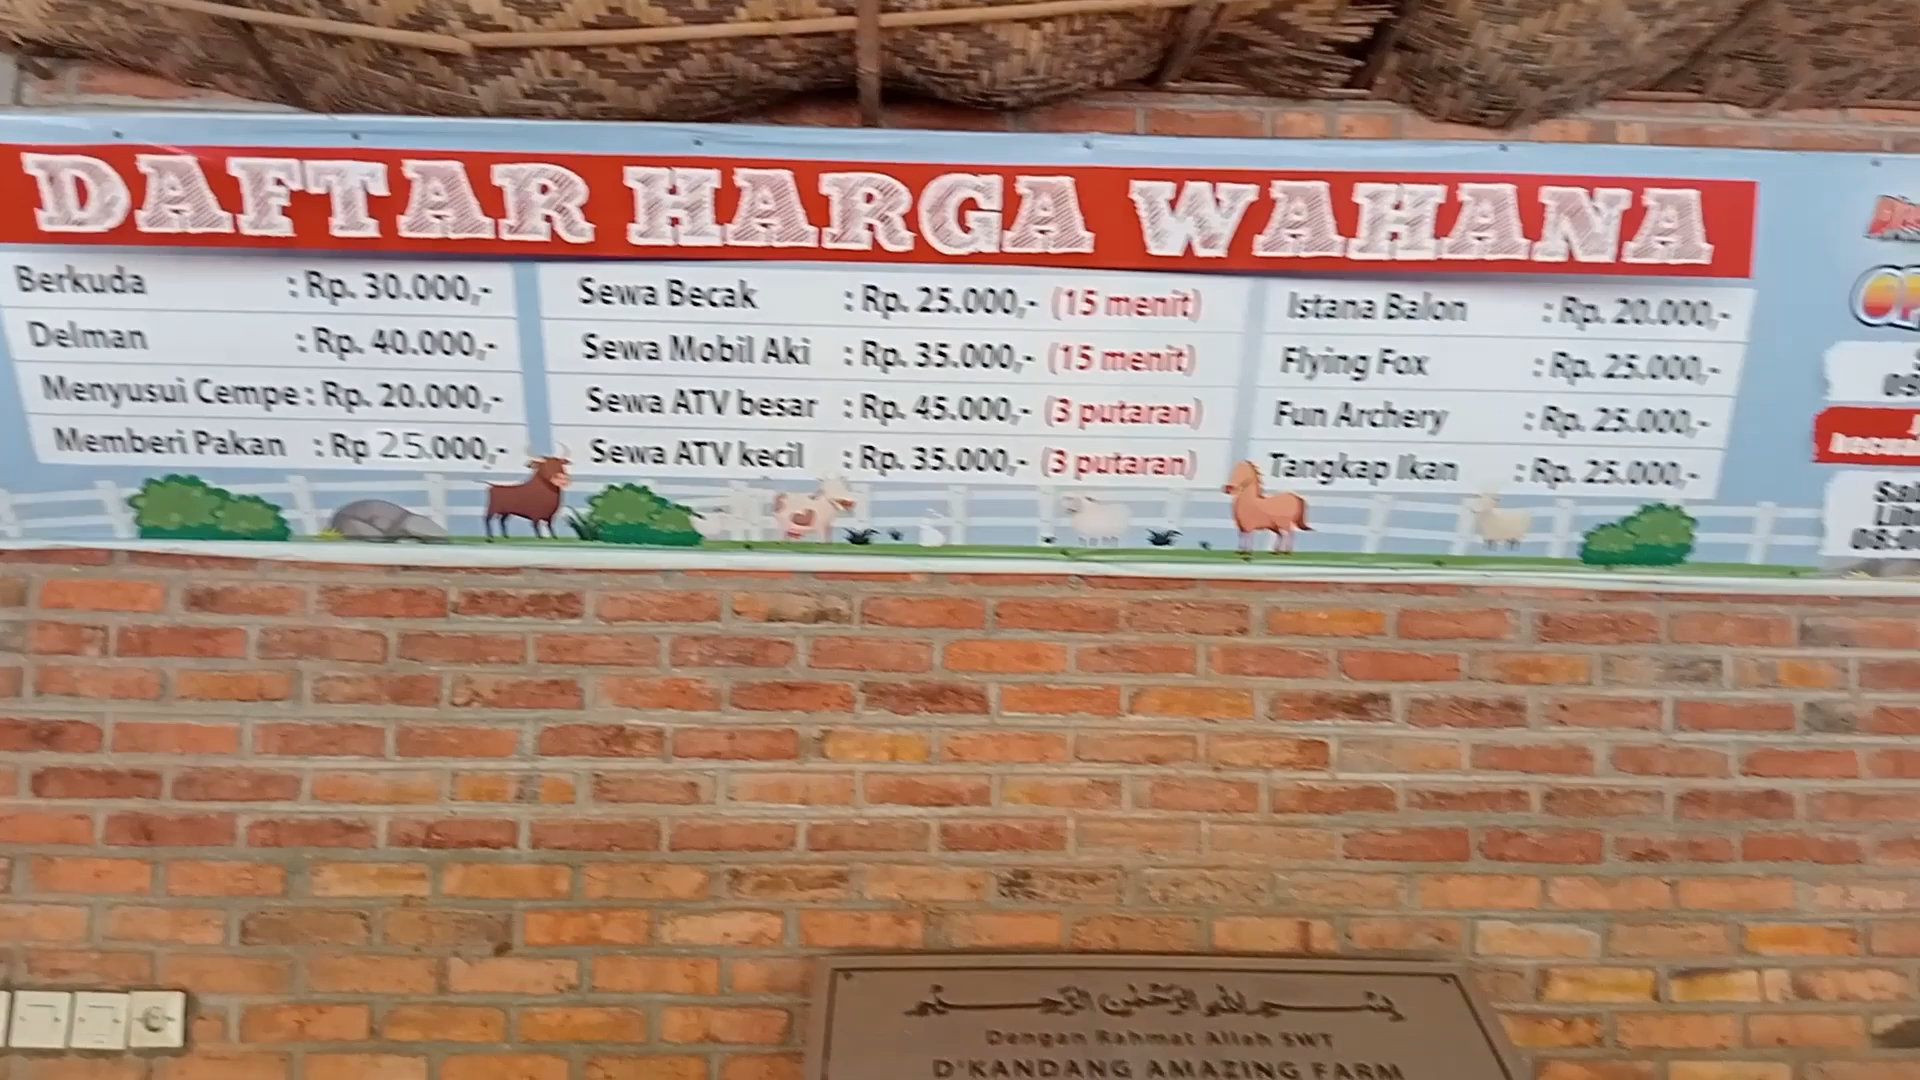 DAFTAR HARGA WAHANA
Berkuda : Rp. 30.000,-
Delman : Rp. 40.000,-
Menyusui Cempe : Rp. 20.000,-
Memberi Pakan : Rp 25.000,-
Sewa Becak : Rp. 25.000,- (15 menit)
Sewa Mobil Aki : Rp. 35.000,- (15 menit)
Sewa ATV besar : Rp. 45.000,- (3 putaran)
Sewa ATV kecil : Rp. 35.000,- (3 putaran)
Istana Balon : Rp. 20.000,-
Flying Fox : Rp. 25.000,-
Fun Archery : Rp. 25.000,-
Tangkap Ikan : Rp. 25.000,-
بسم الله الرحمن الرحيم
Dengan Rahmat Allah SWT
D'KANDANG AMAZING FARM